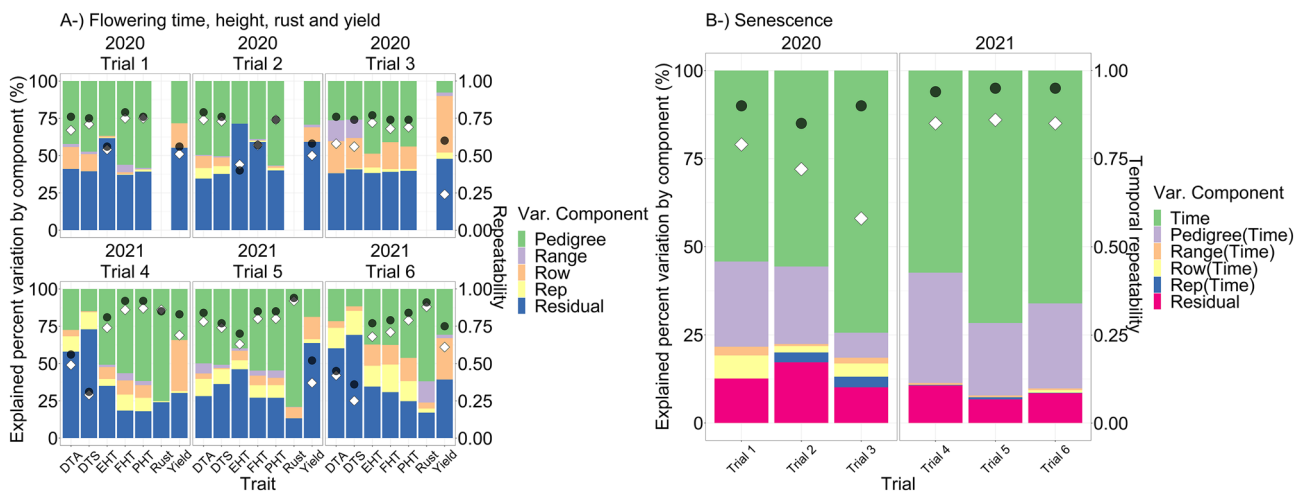 A-) Flowering time, height, rust and yield
2020 2020 2020
Trial 1 Trial 2 Trial 3
Explained percent variation by component (%)
100
75
50
25
0
1.00
0.75
0.50
0.25
0.00
2021 2021 2021
Trial 4 Trial 5 Trial 6
100
75
50
25
0
1.00
0.75
0.50
0.25
0.00
Repeatability
DTA DTS EHT FHT PHT Rust Yield DTA DTS EHT FHT PHT Rust Yield DTA DTS EHT FHT PHT Rust Yield
Trait
Var. Component
Pedigree
Range
Row
Rep
Residual
B-) Senescence
2020 2021
Explained percent variation by component (%)
100
75
50
25
0
1.00
0.75
0.50
0.25
0.00
Temporal repeatability
Trial 1 Trial 2 Trial 3 Trial 4 Trial 5 Trial 6
Trial
Var. Component
Time
Pedigree(Time)
Range(Time)
Row(Time)
Rep(Time)
Residual